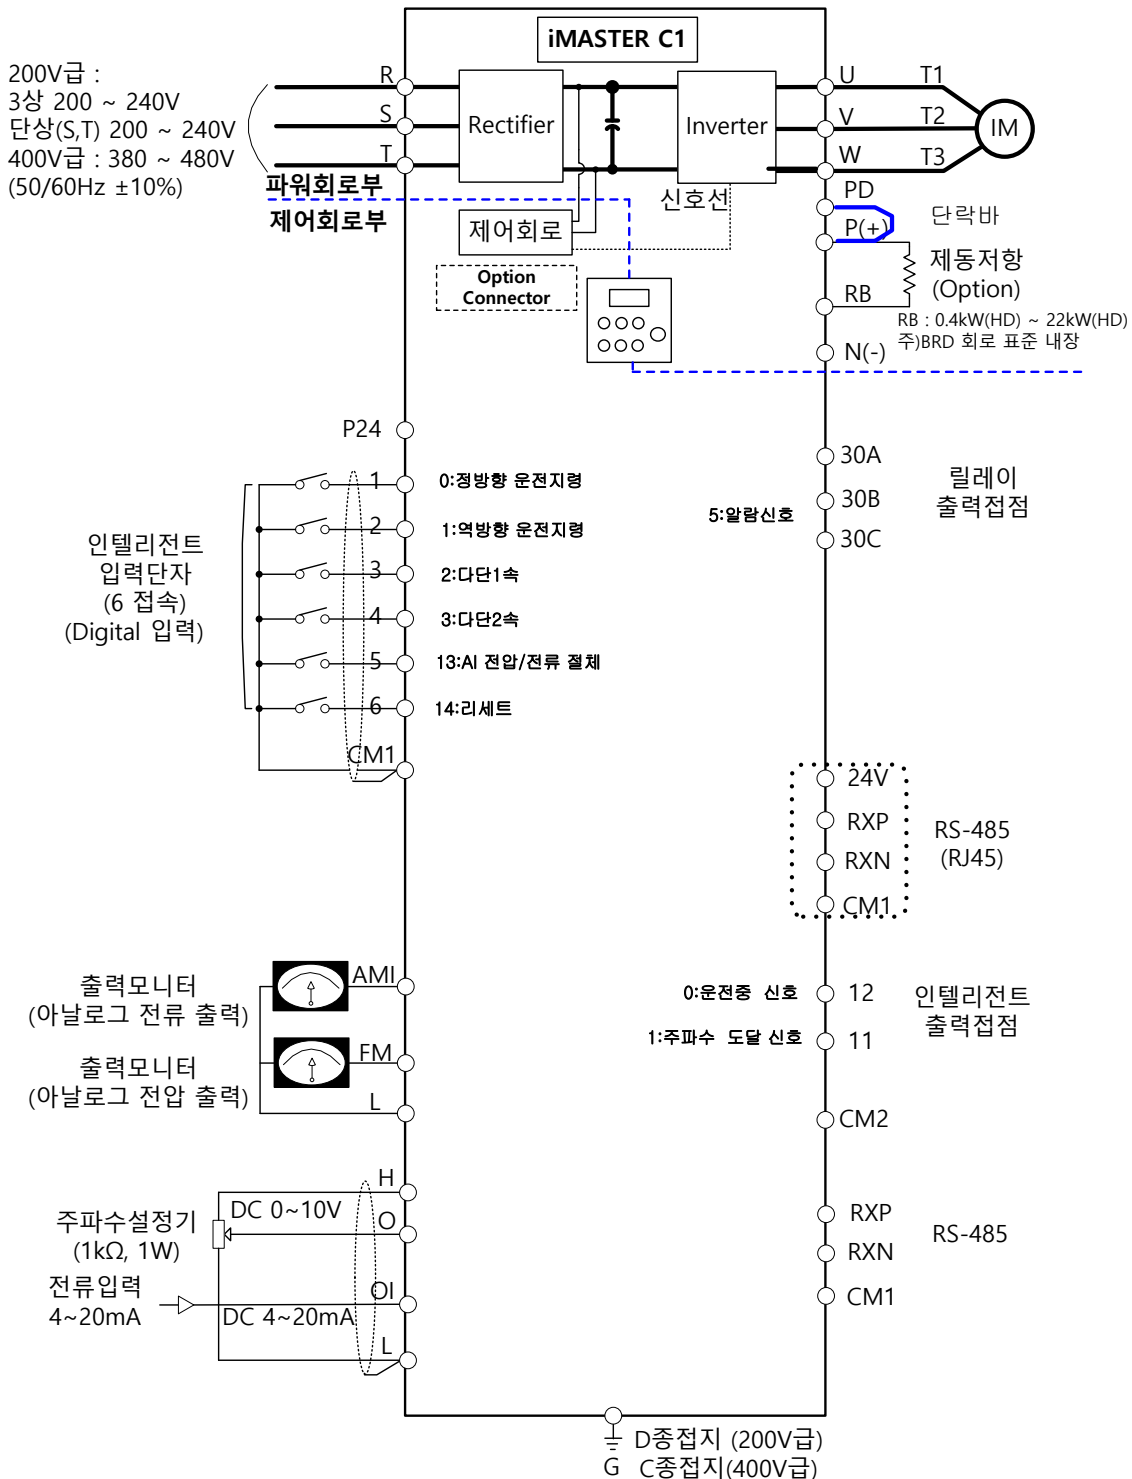 iMASTER C1
200V급 :
3상 200 ~ 240V
단상(S,T) 200 ~ 240V
400V급 : 380 ~ 480V
(50/60Hz ±10%)
R
S
T
Rectifier
Inverter
U
V
W
T1
T2
T3
IM
파워회로부
제어회로부
제어회로
신호선
Option
Connector
PD
P(+)
단락바
제동저항
(Option)
RB
RB : 0.4kW(HD) ~ 22kW(HD)
주)BRD 회로 표준 내장
N(-)
P24
인텔리전트
입력단자
(6 접속)
(Digital 입력)
1
0:정방향 운전지령
2
1:역방향 운전지령
3
2:다단1속
4
3:다단2속
5
13:AI 전압/전류 절체
6
14:리세트
CM1
30A
30B
30C
5:알람신호
릴레이
출력접점
24V
RXP
RXN
CM1
RS-485
(RJ45)
출력모니터
(아날로그 전류 출력)
AMI
출력모니터
(아날로그 전압 출력)
FM
L
0:운전중 신호
12
1:주파수 도달 신호
11
인텔리전트
출력접점
CM2
H
DC 0~10V
O
주파수설정기
(1kΩ, 1W)
전류입력
4~20mA
OI
DC 4~20mA
L
RXP
RXN
CM1
RS-485
D종접지 (200V급)
G
C종접지(400V급)